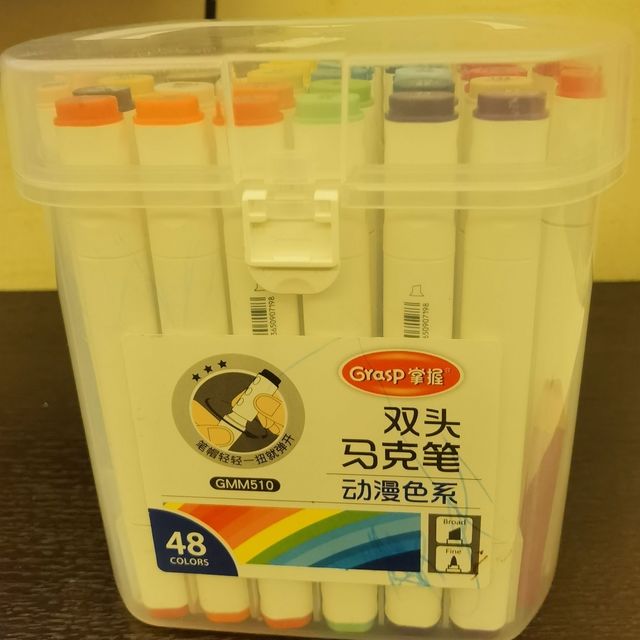 Grasp 掌握®
双头
马克笔
动漫色系
笔帽轻轻一扭就弹开
GMM510
48
COLORS
Broad
Fine